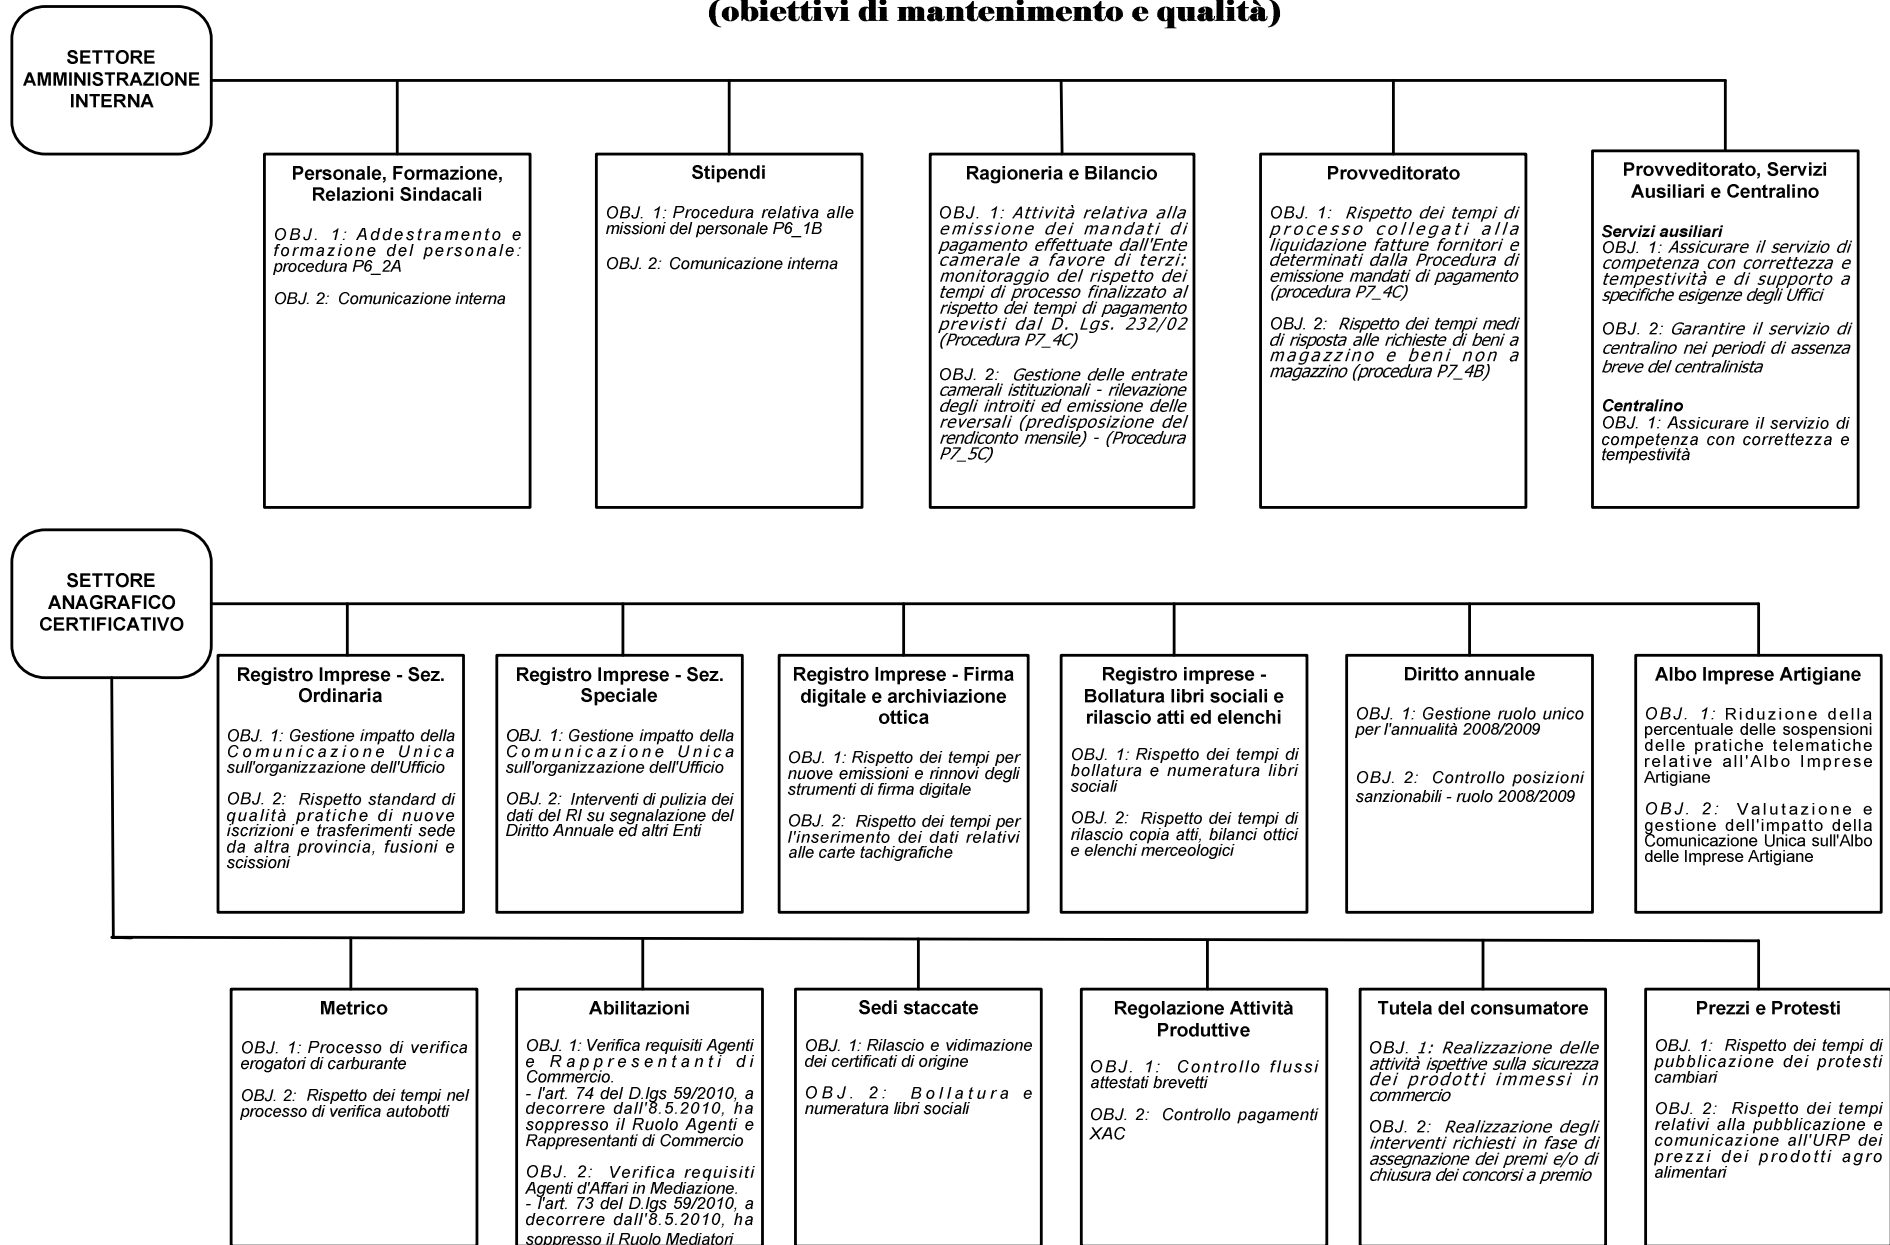 (obiettivi di mantenimento e qualità)
SETTORE
AMMINISTRAZIONE
INTERNA
Personale, Formazione,
Relazioni Sindacali
OBJ. 1: Addestramento e
formazione del personale:
procedura P6_2A
OBJ. 2: Comunicazione interna
Stipendi
OBJ. 1: Procedura relativa alle
missioni del personale P6_1B
OBJ. 2: Comunicazione interna
Ragioneria e Bilancio
OBJ. 1: Attività relativa alla
emissione dei mandati di
pagamento effettuate dall'Ente
camerale a favore di terzi:
monitoraggio del rispetto dei
tempi di processo finalizzato al
rispetto dei tempi di pagamento
previsti dal D. Lgs. 232/02
(Procedura P7_4C)
OBJ. 2: Gestione delle entrate
camerali istituzionali - rilevazione
degli introiti ed emissione delle
reversali (predisposizione del
rendiconto mensile) - (Procedura
P7_5C)
Provveditorato
OBJ. 1: Rispetto dei tempi di
processo collegati alla
liquidazione fatture fornitori e
determinati dalla Procedura di
emissione mandati di pagamento
(procedura P7_4C)
OBJ. 2: Rispetto dei tempi medi
di risposta alle richieste di beni a
magazzino e beni non a
magazzino (procedura P7_4B)
Provveditorato, Servizi
Ausiliari e Centralino
Servizi ausiliari
OBJ. 1: Assicurare il servizio di
competenza con correttezza e
tempestività e di supporto a
specifiche esigenze degli Uffici
OBJ. 2: Garantire il servizio di
centralino nei periodi di assenza
breve del centralinista
Centralino
OBJ. 1: Assicurare il servizio di
competenza con correttezza e
tempestività
SETTORE
ANAGRAFICO
CERTIFICATIVO
Registro Imprese - Sez.
Ordinaria
OBJ. 1: Gestione impatto della
Comunicazione Unica
sull'organizzazione dell'Ufficio
OBJ. 2: Rispetto standard di
qualità pratiche di nuove
iscrizioni e trasferimenti sede
da altra provincia, fusioni e
scissioni
Registro Imprese - Sez.
Speciale
OBJ. 1: Gestione impatto della
Comunicazione Unica
sull'organizzazione dell'Ufficio
OBJ. 2: Interventi di pulizia dei
dati del RI su segnalazione del
Diritto Annuale ed altri Enti
Registro Imprese - Firma
digitale e archiviazione
ottica
OBJ. 1: Rispetto dei tempi per
nuove emissioni e rinnovi degli
strumenti di firma digitale
OBJ. 2: Rispetto dei tempi per
l'inserimento dei dati relativi
alle carte tachigrafiche
Registro imprese -
Bollatura libri sociali e
rilascio atti ed elenchi
OBJ. 1: Rispetto dei tempi di
bollatura e numeratura libri
sociali
OBJ. 2: Rispetto dei tempi di
rilascio copia atti, bilanci ottici
e elenchi merceologici
Diritto annuale
OBJ. 1: Gestione ruolo unico
per l'annualità 2008/2009
OBJ. 2: Controllo posizioni
sanzionabili - ruolo 2008/2009
Albo Imprese Artigiane
OBJ. 1: Riduzione della
percentuale delle sospensioni
delle pratiche telematiche
relative all'Albo Imprese
Artigiane
OBJ. 2: Valutazione e
gestione dell'impatto della
Comunicazione Unica sull'Albo
delle Imprese Artigiane
Metrico
OBJ. 1: Processo di verifica
erogatori di carburante
OBJ. 2: Rispetto dei tempi nel
processo di verifica autobotti
Abilitazioni
OBJ. 1: Verifica requisiti Agenti
e Rappresentanti di
Commercio.
- l'art. 74 del D.lgs 59/2010, a
decorrere dall'8.5.2010, ha
soppresso il Ruolo Agenti e
Rappresentanti di Commercio
OBJ. 2: Verifica requisiti
Agenti d'Affari in Mediazione.
- l'art. 73 del D.lgs 59/2010, a
decorrere dall'8.5.2010, ha
soppresso il Ruolo Mediatori
Sedi staccate
OBJ. 1: Rilascio e vidimazione
dei certificati di origine
OBJ. 2: Bollatura e
numeratura libri sociali
Regolazione Attività
Produttive
OBJ. 1: Controllo flussi
attestati brevetti
OBJ. 2: Controllo pagamenti
XAC
Tutela del consumatore
OBJ. 1: Realizzazione delle
attività ispettive sulla sicurezza
dei prodotti immessi in
commercio
OBJ. 2: Realizzazione degli
interventi richiesti in fase di
assegnazione dei premi e/o di
chiusura dei concorsi a premio
Prezzi e Protesti
OBJ. 1: Rispetto dei tempi di
pubblicazione dei protesti
cambiari
OBJ. 2: Rispetto dei tempi
relativi alla pubblicazione e
comunicazione all'URP dei
prezzi dei prodotti agro
alimentari